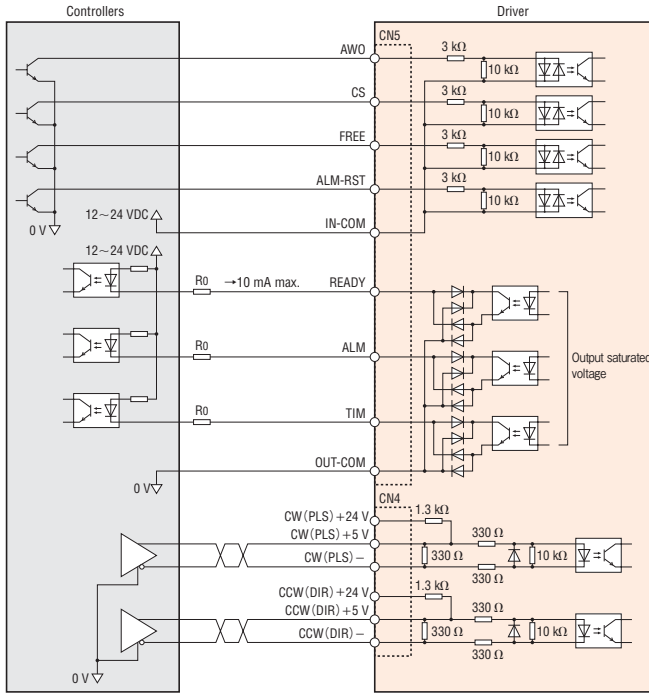 Controllers
Driver
CN5
AWO
3 kΩ
10 kΩ
CS
3 kΩ
10 kΩ
FREE
3 kΩ
10 kΩ
ALM-RST
3 kΩ
10 kΩ
12~24 VDC
0 V
IN-COM
12~24 VDC
R0
→10 mA max.
READY
R0
ALM
Output saturated
voltage
R0
TIM
OUT-COM
0 V
CN4
CW(PLS)+24 V
1.3 kΩ
CW(PLS)+5 V
330 Ω
CW(PLS)−
330 Ω
10 kΩ
330 Ω
CCW(DIR)+24 V
1.3 kΩ
CCW(DIR)+5 V
330 Ω
CCW(DIR)−
330 Ω
10 kΩ
330 Ω
0 V